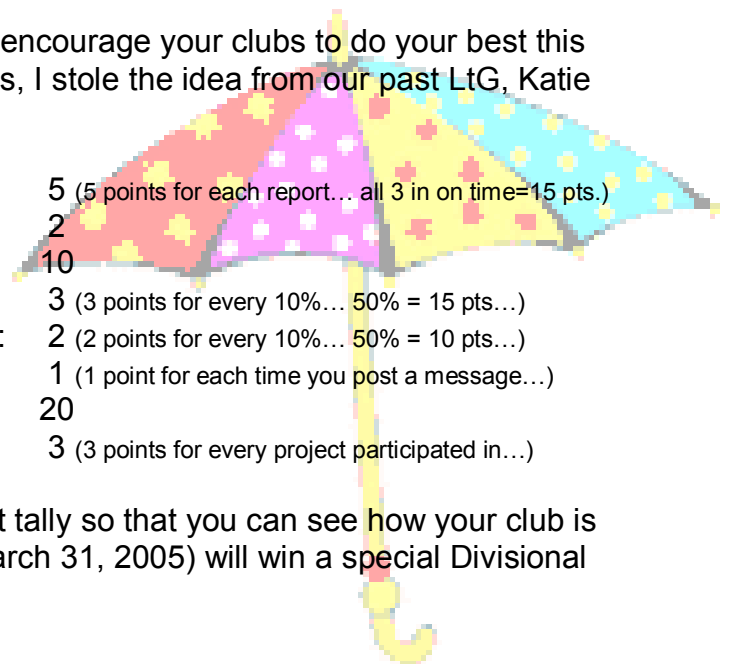 encourage your clubs to do your best this
s, I stole the idea from our past LtG, Katie
5 (5 points for each report… all 3 in on time=15 pts.)
2
10
3 (3 points for every 10%… 50% = 15 pts…)
: 2 (2 points for every 10%… 50% = 10 pts…)
1 (1 point for each time you post a message…)
20
3 (3 points for every project participated in…)
t tally so that you can see how your club is
arch 31, 2005) will win a special Divisional